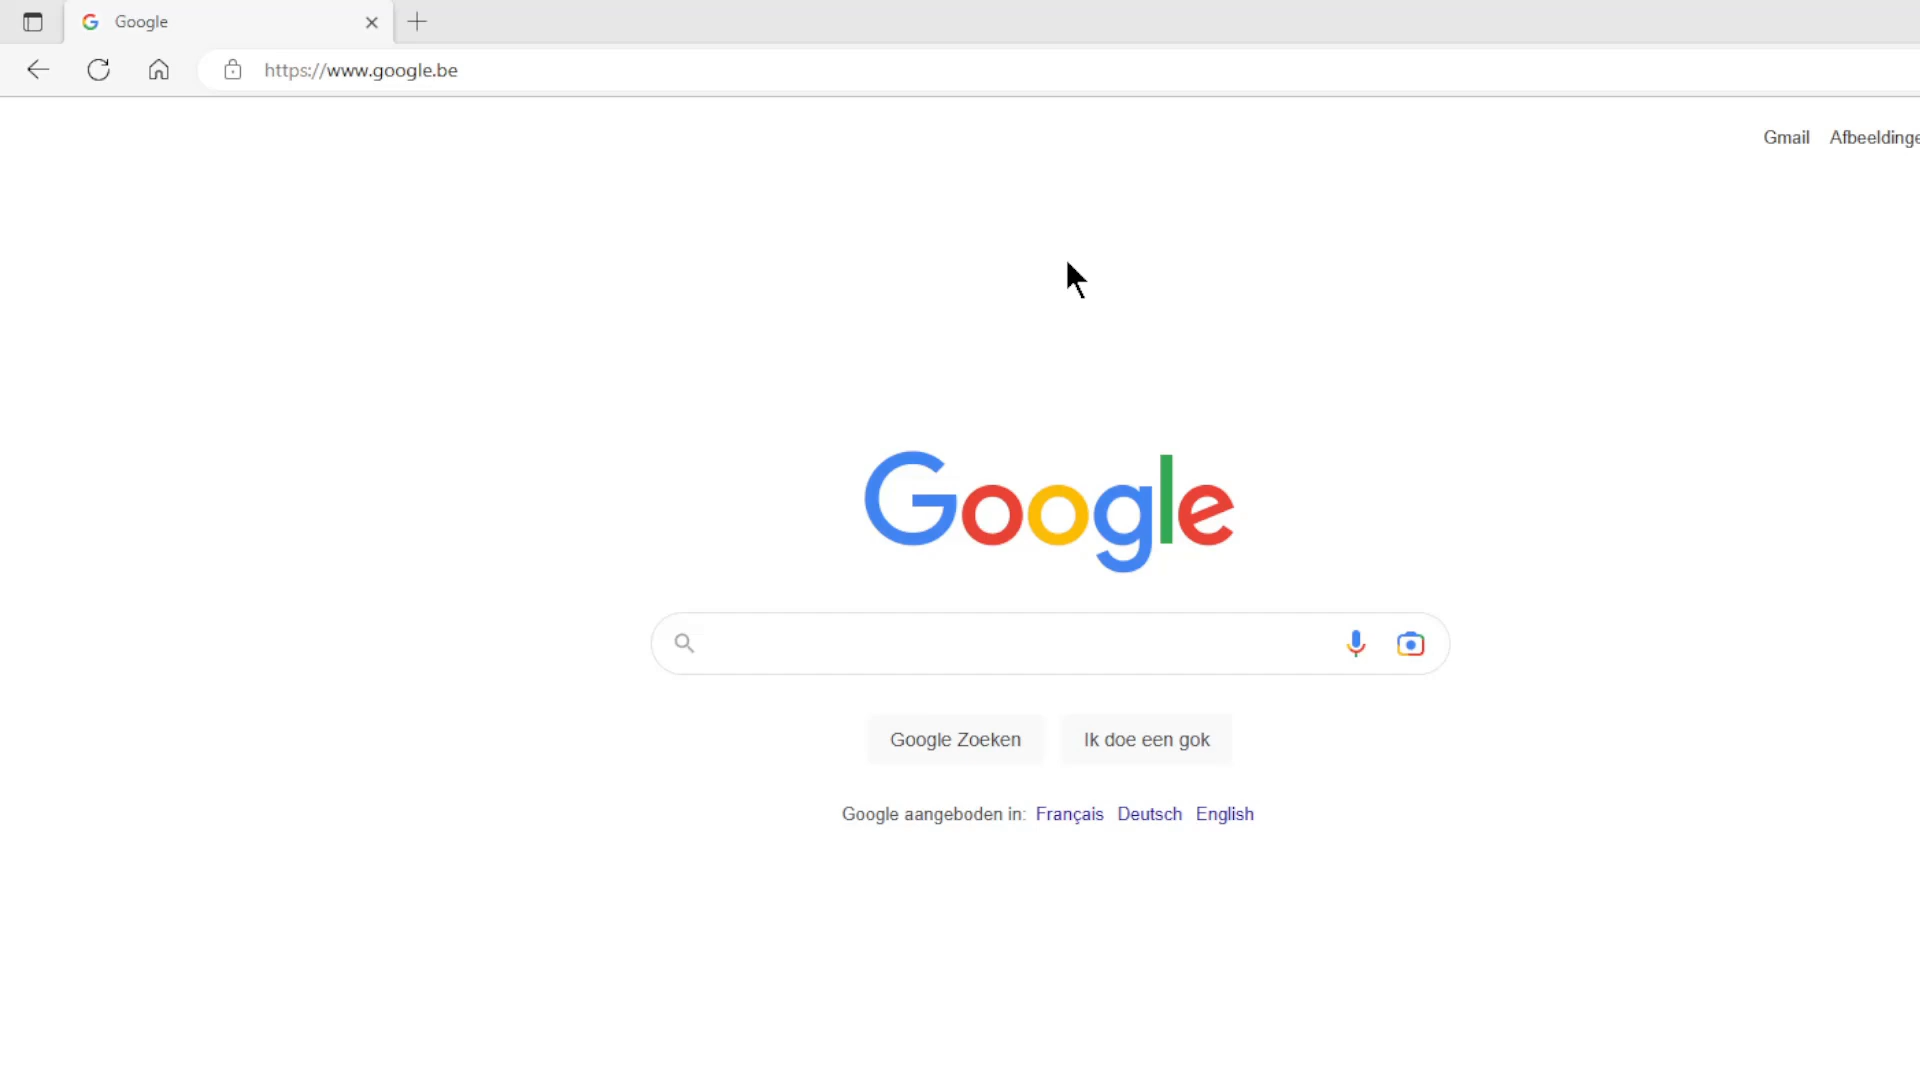 Google
https://www.google.be
Gmail Afbeeldinge
Google
Google Zoeken Ik doe een gok
Google aangeboden in: Français Deutsch English